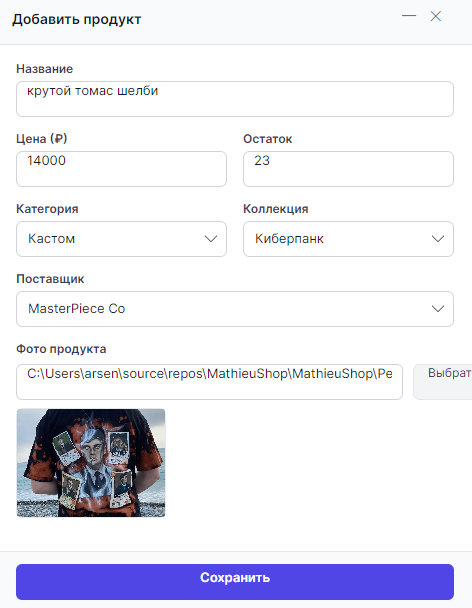 Добавить продукт
Название
крутой томас шелби
Цена (₽) Остаток
14000 23
Категория Коллекция
Кастом Киберпанк
Поставщик
MasterPiece Co
Фото продукта
C:\Users\arsen\source\repos\MathieuShop\MathieuShop\Pe Выбрат
Сохранить